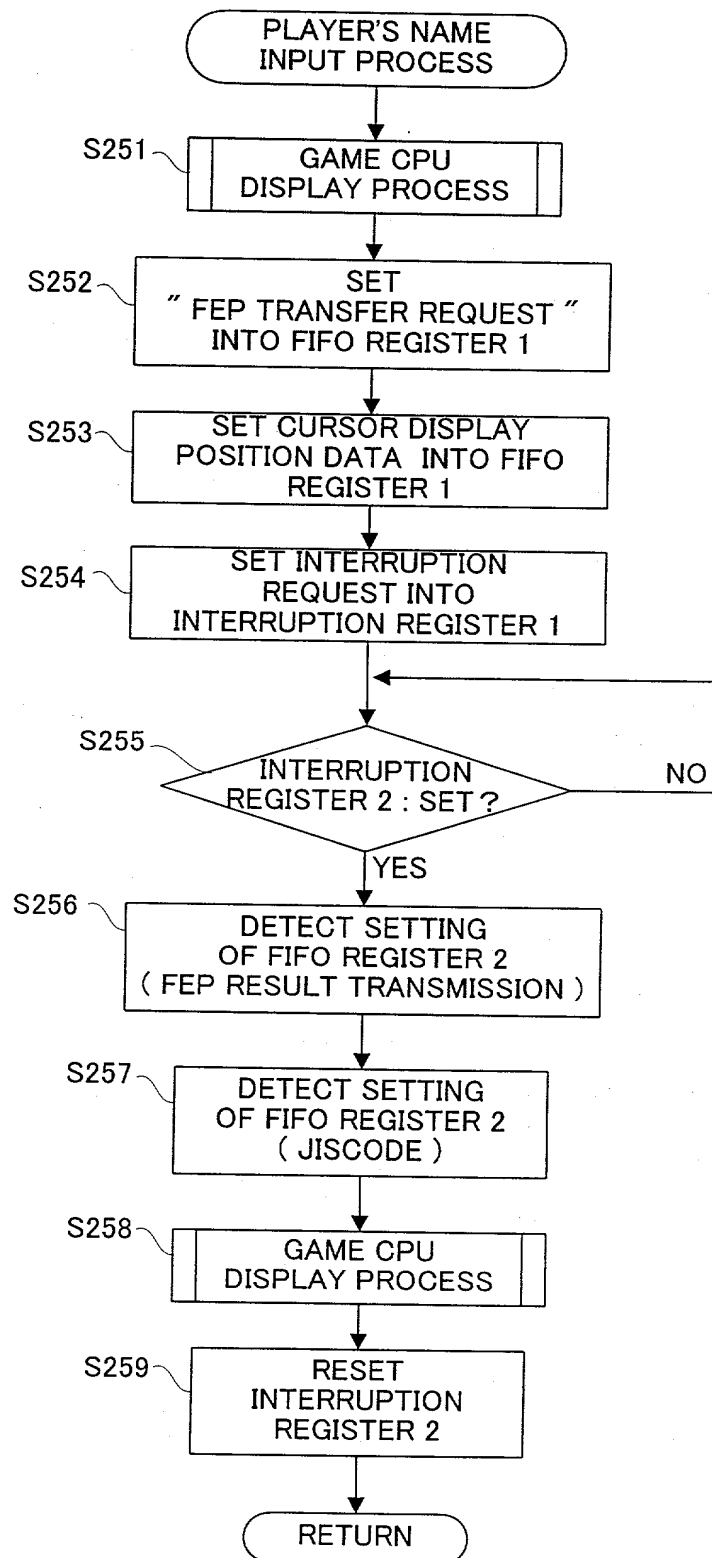 PLAYER'S NAME
INPUT PROCESS
S251
GAME CPU
DISPLAY PROCESS
S252
SET
" FEP TRANSFER REQUEST "
INTO FIFO REGISTER 1
S253
SET CURSOR DISPLAY
POSITION DATA INTO FIFO
REGISTER 1
S254
SET INTERRUPTION
REQUEST INTO
INTERRUPTION REGISTER 1
S255
INTERRUPTION
REGISTER 2 : SET ?
NO
YES
S256
DETECT SETTING
OF FIFO REGISTER 2
( FEP RESULT TRANSMISSION )
S257
DETECT SETTING
OF FIFO REGISTER 2
( JISCODE )
S258
GAME CPU
DISPLAY PROCESS
S259
RESET
INTERRUPTION
REGISTER 2
RETURN